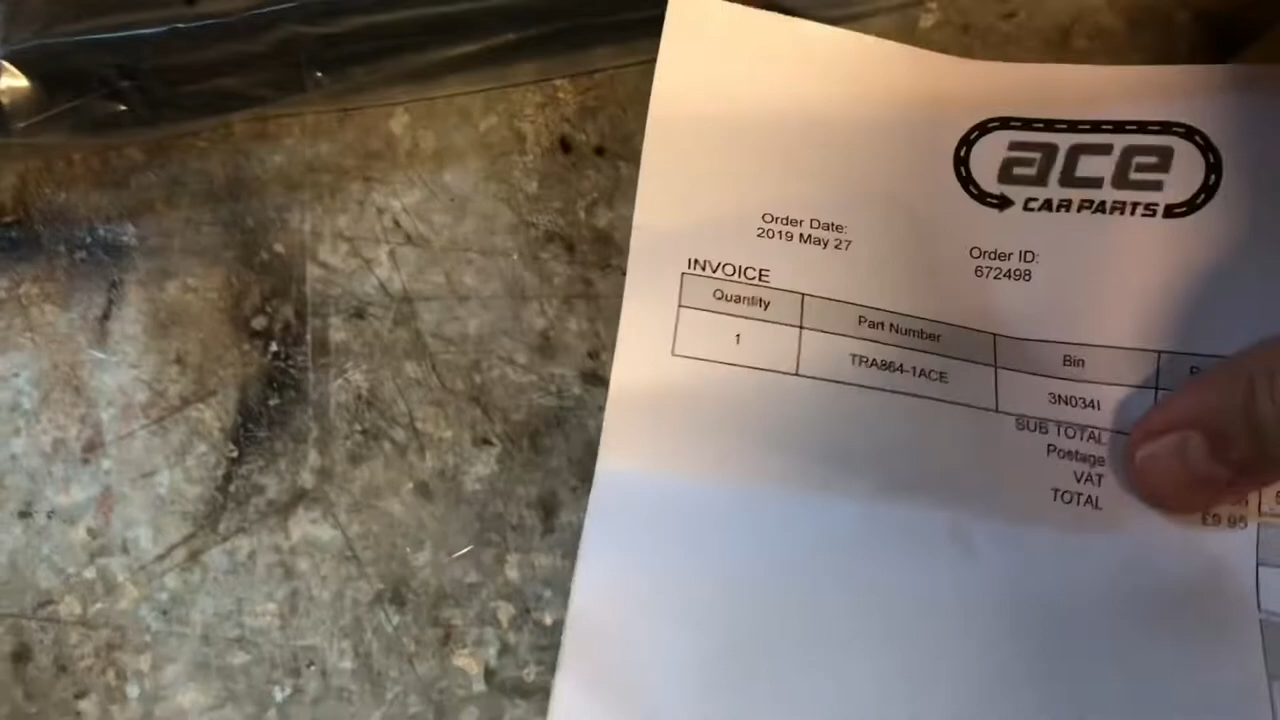 ace
CAR PARTS
Order Date:
2019 May 27
Order ID:
672498
INVOICE
Quantity Part Number Bin
1 TRA864-1ACE 3N034I
SUB TOTAL
Postage
VAT
TOTAL £9.95